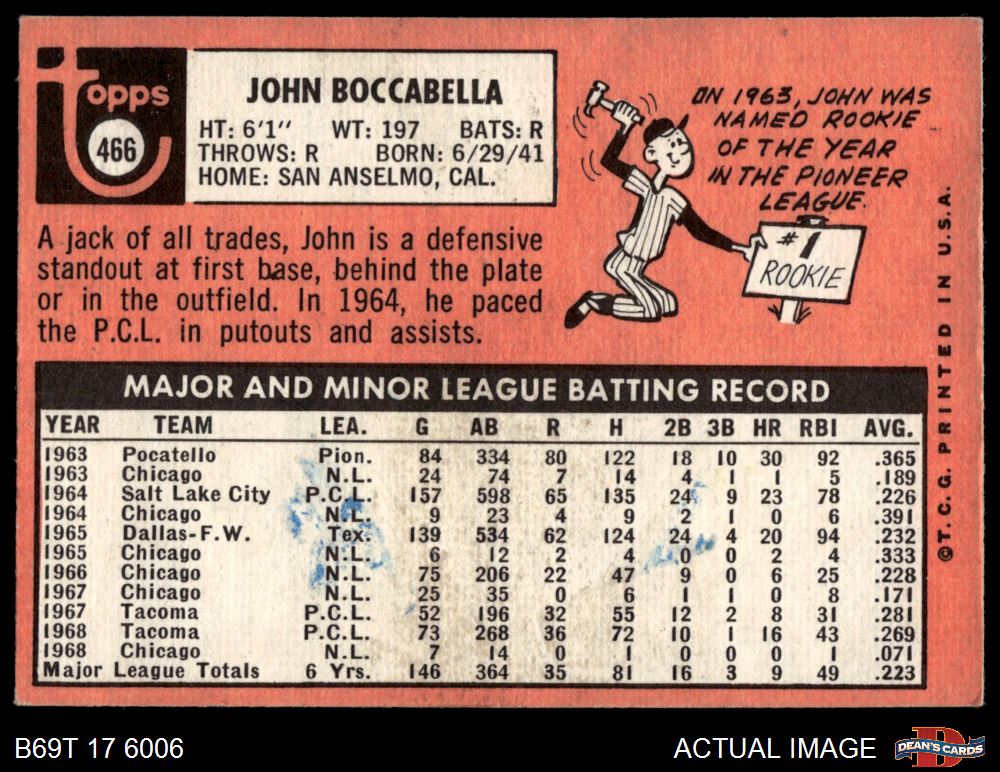 Topps
466
JOHN BOCCABELLA
HT: 6'1" WT: 197 BATS: R
THROWS: R BORN: 6/29/41
HOME: SAN ANSELMO, CAL.
A jack of all trades, John is a defensive
standout at first base, behind the plate
or in the outfield. In 1964, he paced
the P.C.L. in putouts and assists.
IN 1963, JOHN WAS
NAMED ROOKIE
OF THE YEAR
IN THE PIONEER
LEAGUE.
#1
ROOKIE
MAJOR AND MINOR LEAGUE BATTING RECORD
YEAR TEAM LEA. G AB R H 2B 3B HR RBI AVG.
1963 Pocatello Pion. 84 334 80 122 18 10 30 92 .365
1963 Chicago N.L. 24 74 7 14 4 1 1 5 .189
1964 Salt Lake City P.C.L. 157 598 65 135 24 9 23 78 .226
1964 Chicago N.L. 9 23 4 9 2 1 0 6 .391
1965 Dallas-F.W. Tex. 139 534 62 124 24 4 20 94 .232
1965 Chicago N.L. 6 12 2 4 0 0 2 4 .333
1966 Chicago N.L. 75 206 22 47 9 0 6 25 .228
1967 Chicago N.L. 25 35 0 6 1 1 0 8 .171
1967 Tacoma P.C.L. 52 196 32 55 12 2 8 31 .281
1968 Tacoma P.C.L. 73 268 36 72 10 1 16 43 .269
1968 Chicago N.L. 7 14 0 1 0 0 0 1 .071
Major League Totals 6 Yrs. 146 364 35 81 16 3 9 49 .223
©T.C.G. PRINTED IN U.S.A.
B69T 17 6006
ACTUAL IMAGE
DEAN'S CARDS